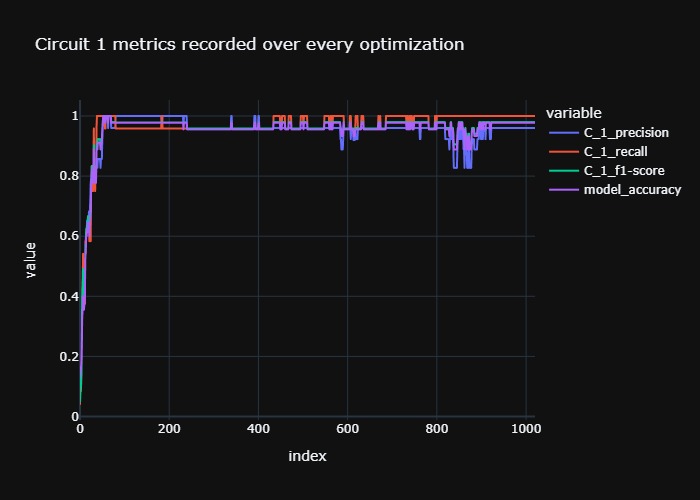 Circuit 1 metrics recorded over every optimization
variable
C_1_precision
C_1_recall
C_1_f1-score
model_accuracy
1
0.8
0.6
0.4
0.2
0
value
0 200 400 600 800 1000
index